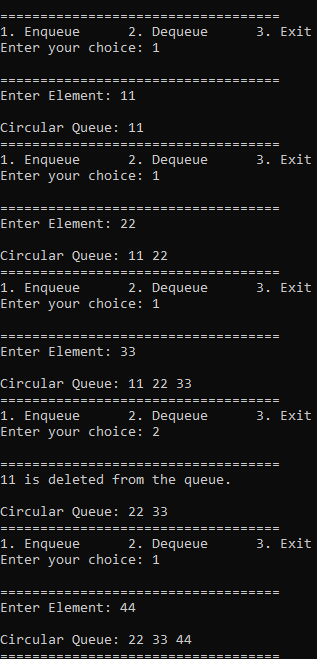 ===================================
1. Enqueue      2. Dequeue      3. Exit
Enter your choice: 1

===================================
Enter Element: 11

Circular Queue: 11
===================================
1. Enqueue      2. Dequeue      3. Exit
Enter your choice: 1

===================================
Enter Element: 22

Circular Queue: 11 22
===================================
1. Enqueue      2. Dequeue      3. Exit
Enter your choice: 1

===================================
Enter Element: 33

Circular Queue: 11 22 33
===================================
1. Enqueue      2. Dequeue      3. Exit
Enter your choice: 2

===================================
11 is deleted from the queue.

Circular Queue: 22 33
===================================
1. Enqueue      2. Dequeue      3. Exit
Enter your choice: 1

===================================
Enter Element: 44

Circular Queue: 22 33 44
===================================